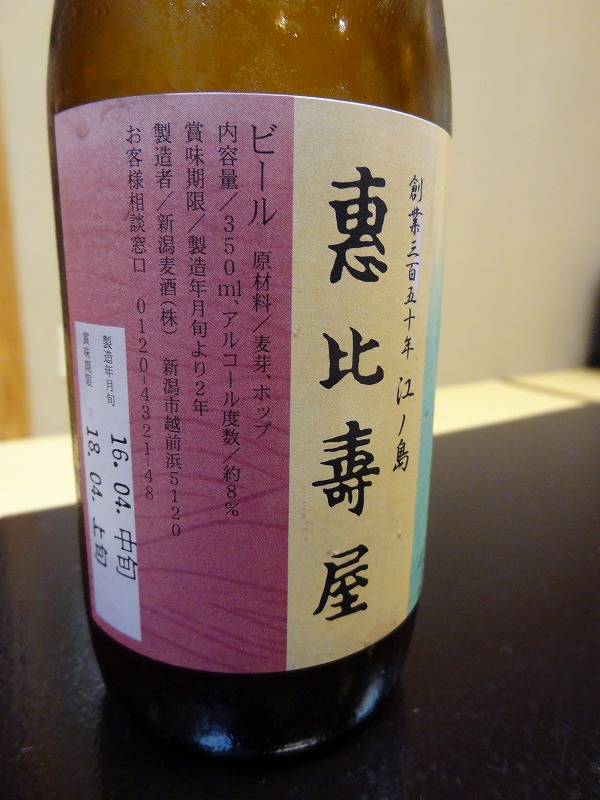 創業三百五十年 江ノ島
惠比壽屋
ビール 原材料／麦芽、ホップ
内容量／350ml、アルコール度数／約8%
賞味期限／製造年月旬より2年
製造者／新潟麦酒(株) 新潟市越前浜5120
お客様相談窓口 0120-4321-48
製造年月旬 16.04.中旬
賞味期限 18.04.上旬